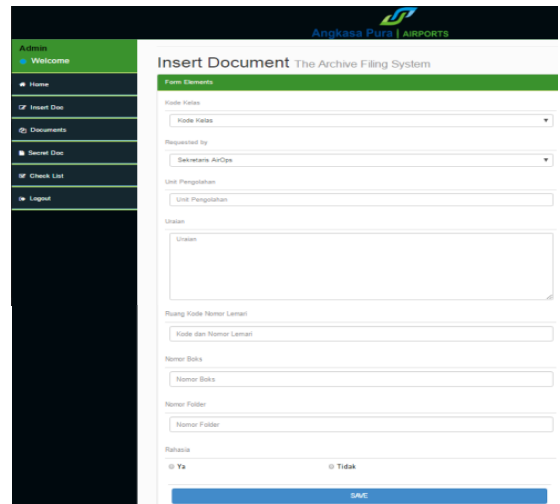 Angkasa Pura | AIRPORTS
Admin
Welcome
Home
Insert Doc
Documents
Secret Doc
Check List
Logout
Insert Document The Archive Filing System
Form Elements
Kode Kelas
Kode Kelas
Requested by
Sekretaris AirOps
Unit Pengolahan
Unit Pengolahan
Uraian
Uraian
Ruang Kode Nomor Lemari
Kode dan Nomor Lemari
Nomor Boks
Nomor Boks
Nomor Folder
Nomor Folder
Rahasia
Ya Tidak
SAVE